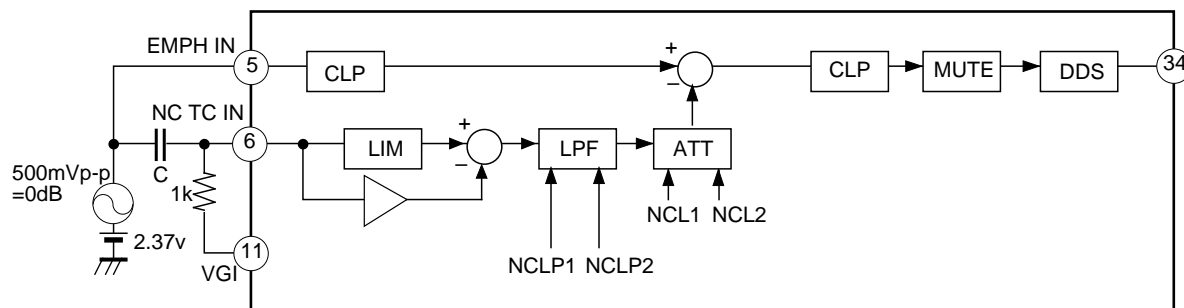 EMPH IN
5
CLP
+
−
CLP
MUTE
DDS
34
NC TC IN
6
LIM
+
−
LPF
ATT
500mVp-p
=0dB
C
1k
NCL1
NCL2
2.37v
11
VGI
NCLP1
NCLP2